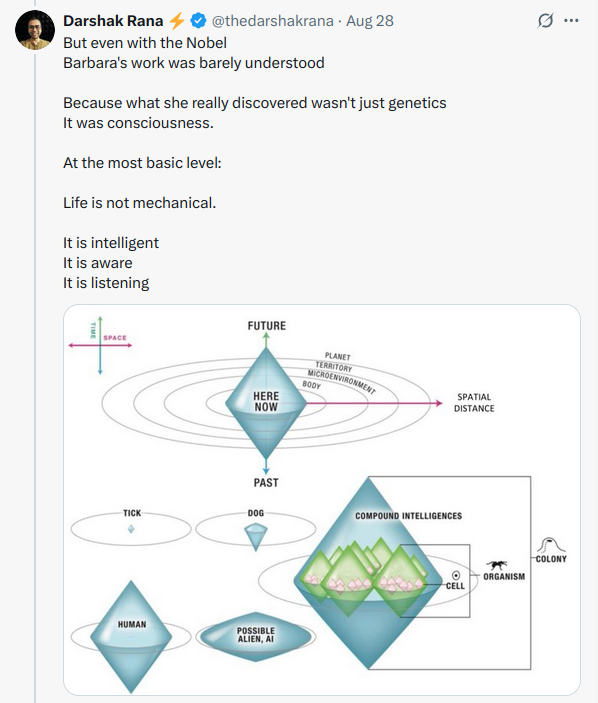 Darshak Rana ⚡ @thedarshakrana · Aug 28
But even with the Nobel
Barbara's work was barely understood
Because what she really discovered wasn't just genetics
It was consciousness.
At the most basic level:
Life is not mechanical.
It is intelligent
It is aware
It is listening
TIME
SPACE
FUTURE
PLANET
TERRITORY
MICROENVIRONMENT
BODY
HERE
NOW
SPATIAL
DISTANCE
PAST
TICK
DOG
COMPOUND INTELLIGENCES
COLONY
ORGANISM
CELL
HUMAN
POSSIBLE
ALIEN, AI